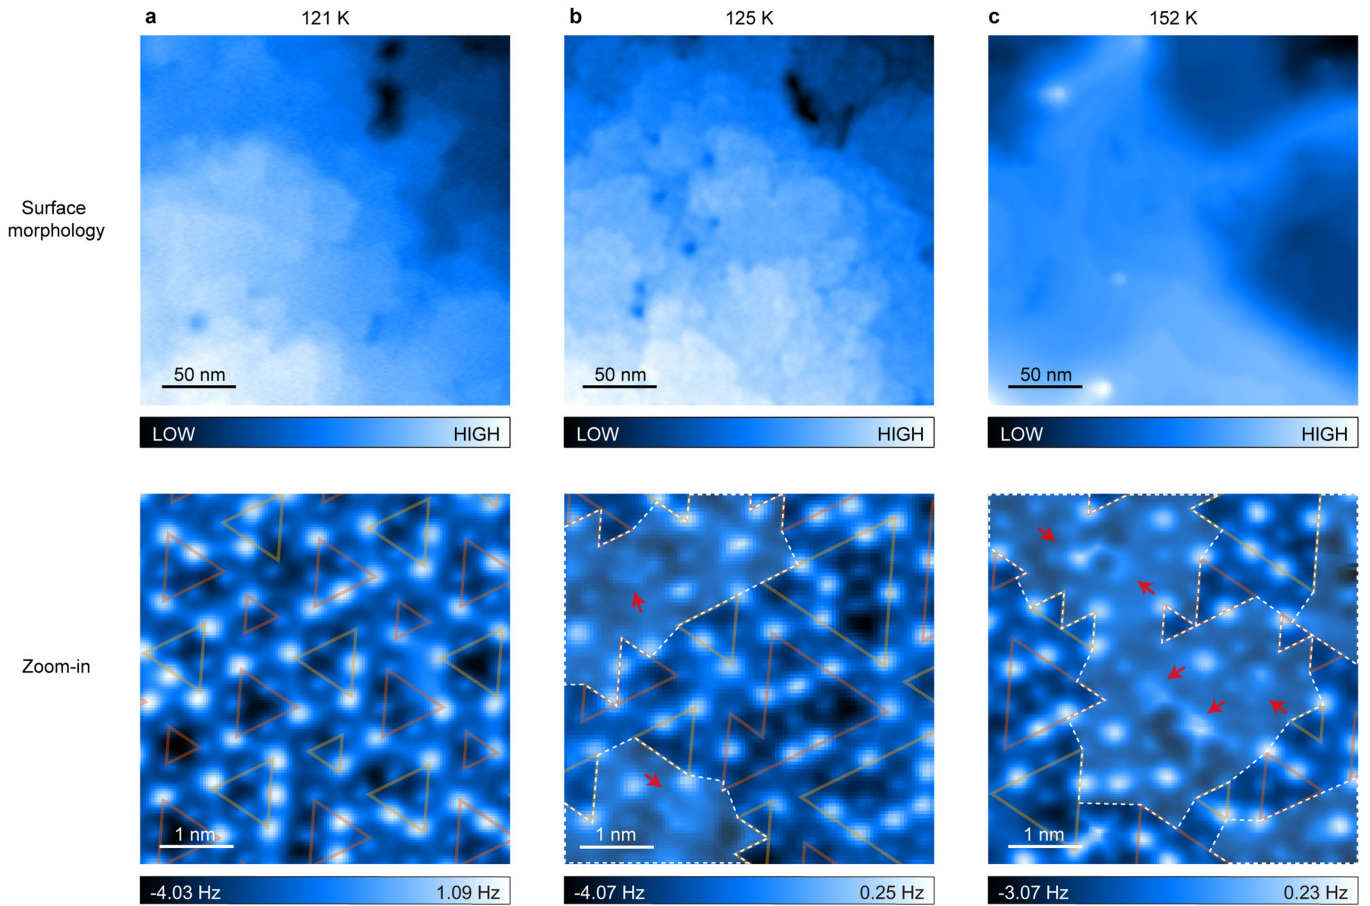 a 121 K b 125 K c 152 K
Surface
morphology
50 nm 50 nm 50 nm
LOW HIGH LOW HIGH LOW HIGH
Zoom-in
1 nm 1 nm 1 nm
-4.03 Hz 1.09 Hz -4.07 Hz 0.25 Hz -3.07 Hz 0.23 Hz